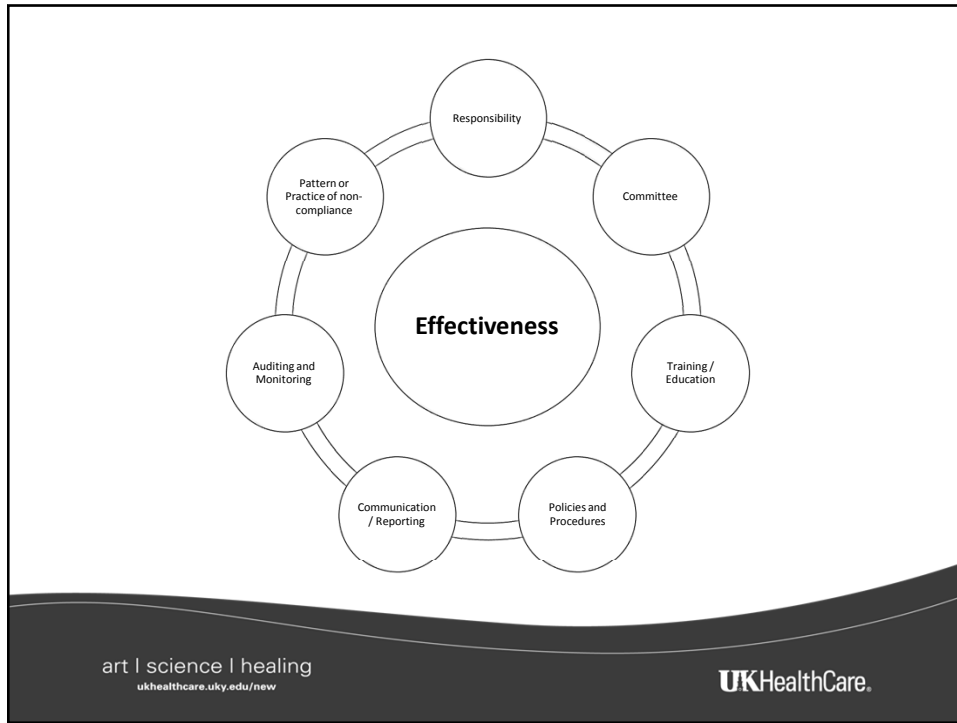 Responsibility
Committee
Training /
Education
Policies and
Procedures
Communication
/ Reporting
Auditing and
Monitoring
Pattern or
Practice of non-
compliance
Effectiveness
art | science | healing
ukhealthcare.uky.edu/new
UKHealthCare®